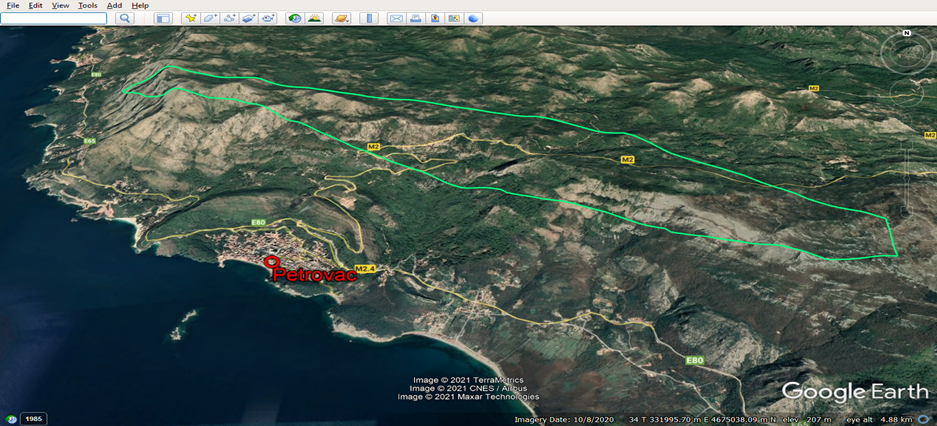 File Edit View Tools Add Help
N
E65
M2
M2
E65
M2
M2
E80
Petrovac
M2.4
E80
Image © 2021 TerraMetrics
Image © 2021 CNES / Airbus
Image © 2021 Maxar Technologies
Google Earth
1985
Imagery Date: 10/8/2020 34 T 331995.70 m E 4675038.09 m N elev 207 m eye alt 4.88 km